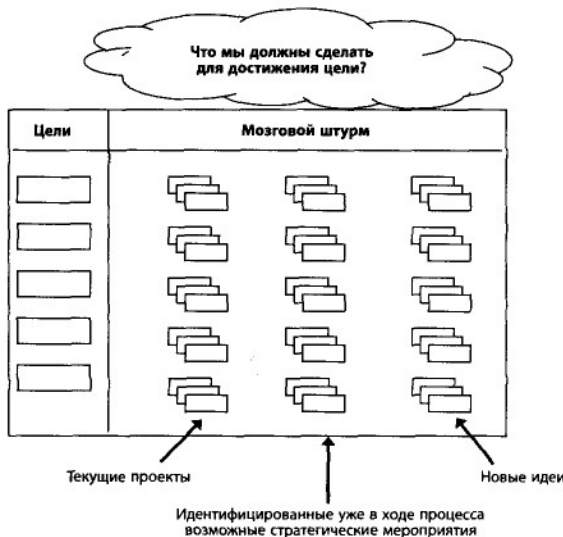 Что мы должны сделать
для достижения цели?
Цели
Мозговой штурм
Текущие проекты
Новые идеи
Идентифицированные уже в ходе процесса
возможные стратегические мероприятия